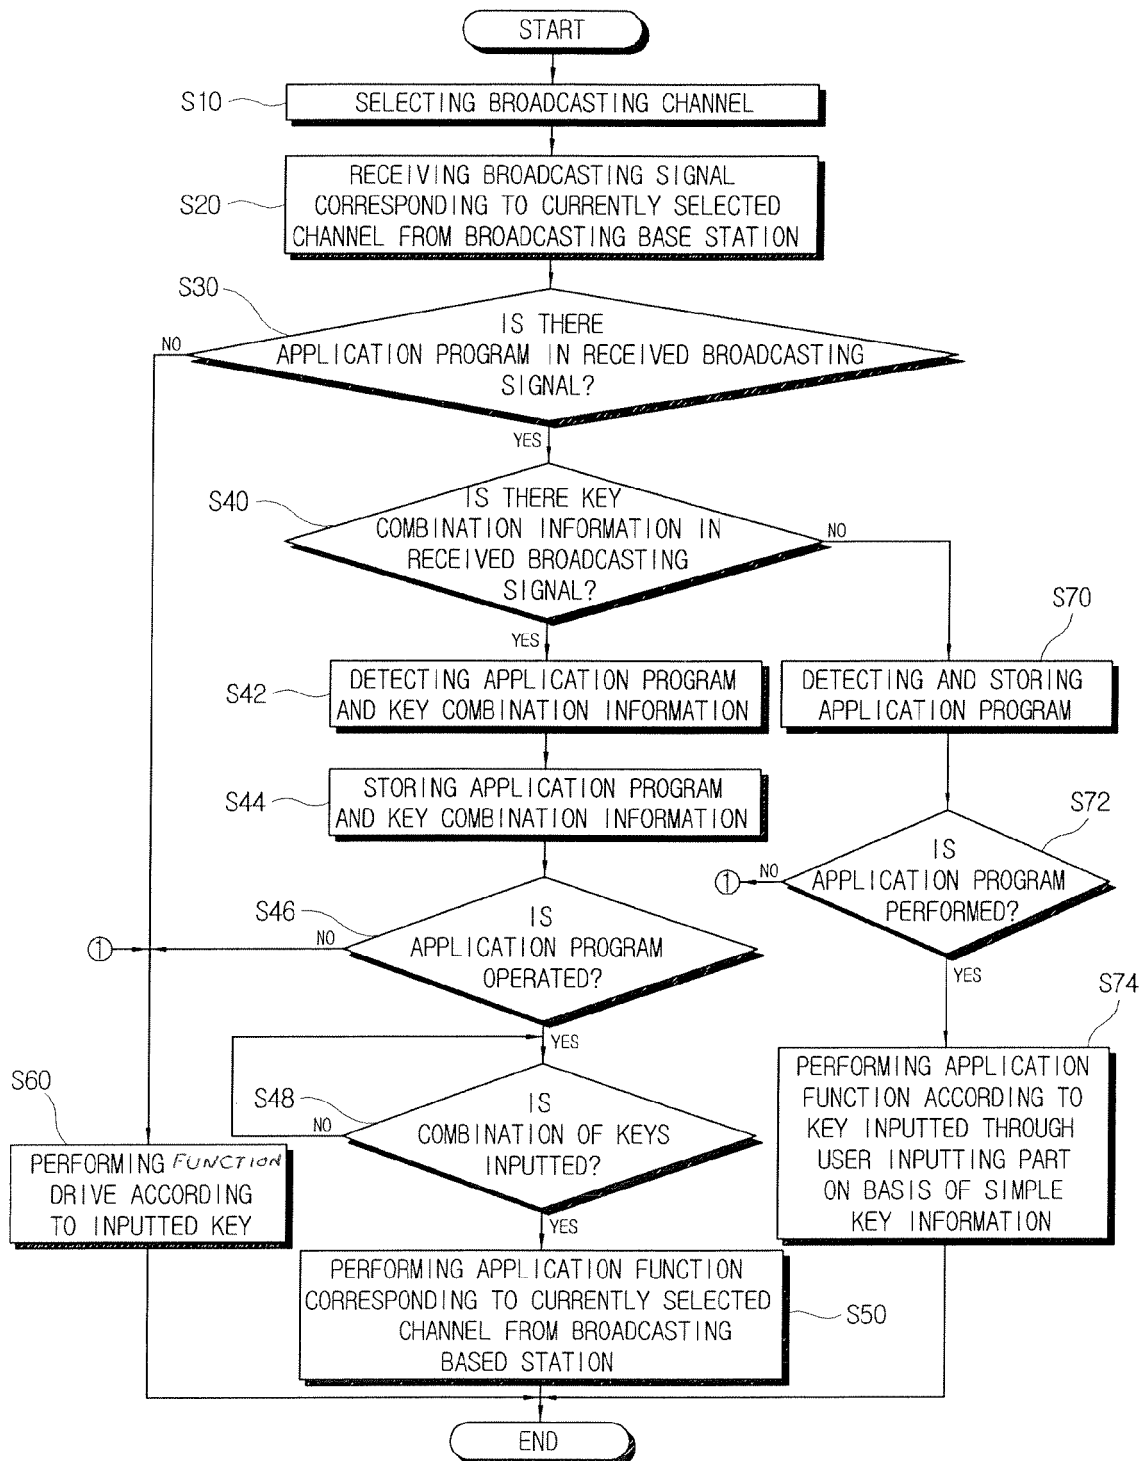 START
S10
SELECTING BROADCASTING CHANNEL
S20
RECEIVING BROADCASTING SIGNAL
CORRESPONDING TO CURRENTLY SELECTED
CHANNEL FROM BROADCASTING BASE STATION
S30
IS THERE
APPLICATION PROGRAM IN RECEIVED BROADCASTING
SIGNAL?
NO
YES
S40
IS THERE KEY
COMBINATION INFORMATION IN
RECEIVED BROADCASTING
SIGNAL?
NO
YES
S42
DETECTING APPLICATION PROGRAM
AND KEY COMBINATION INFORMATION
S70
DETECTING AND STORING
APPLICATION PROGRAM
S44
STORING APPLICATION PROGRAM
AND KEY COMBINATION INFORMATION
S72
IS
APPLICATION PROGRAM
PERFORMED?
NO
①
YES
S46
IS
APPLICATION PROGRAM
OPERATED?
NO
①
YES
S48
IS
COMBINATION OF KEYS
INPUTTED?
NO
YES
S74
PERFORMING APPLICATION
FUNCTION ACCORDING TO
KEY INPUTTED THROUGH
USER INPUTTING PART
ON BASIS OF SIMPLE
KEY INFORMATION
S60
PERFORMING FUNCTION
DRIVE ACCORDING
TO INPUTTED KEY
PERFORMING APPLICATION FUNCTION
CORRESPONDING TO CURRENTLY SELECTED
CHANNEL FROM BROADCASTING
BASED STATION
S50
END